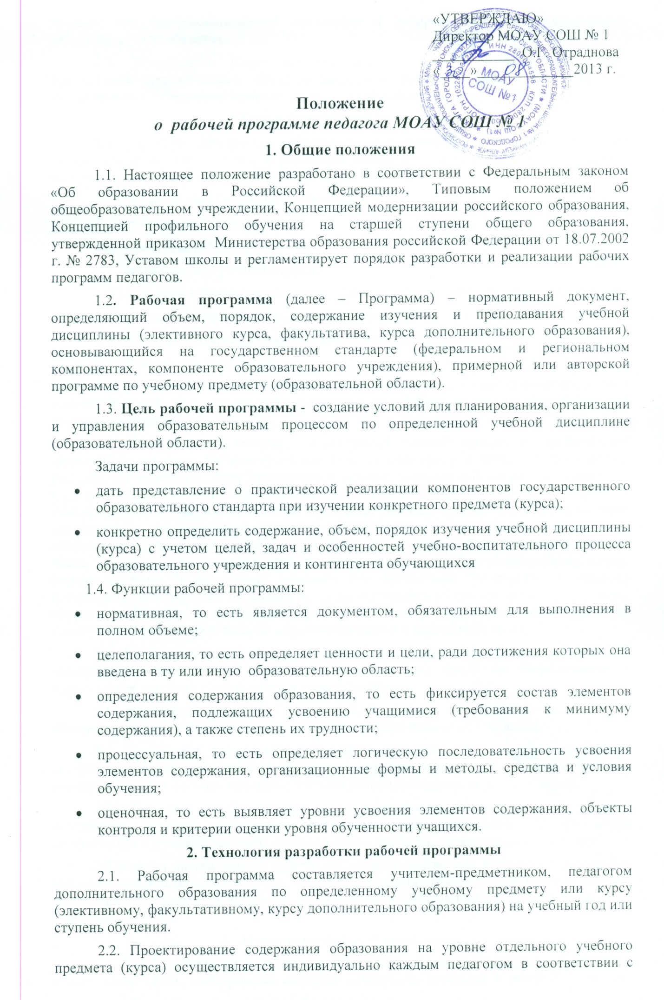 «УТВЕРЖДАЮ»
Директор МОАУ СОШ № 1
____________ О.Г. Отраднова
«____» 08 2013 г.
МОАУ
СОШ №1
ИНН 2806004558 КПП
Положение
о рабочей программе педагога МОАУ СОШ № 1
1. Общие положения
1.1. Настоящее положение разработано в соответствии с Федеральным законом
«Об образовании в Российской Федерации», Типовым положением об
общеобразовательном учреждении, Концепцией модернизации российского образования,
Концепцией профильного обучения на старшей ступени общего образования,
утвержденной приказом Министерства образования российской Федерации от 18.07.2002
г. № 2783, Уставом школы и регламентирует порядок разработки и реализации рабочих
программ педагогов.
1.2. Рабочая программа (далее – Программа) – нормативный документ,
определяющий объем, порядок, содержание изучения и преподавания учебной
дисциплины (элективного курса, факультатива, курса дополнительного образования),
основывающийся на государственном стандарте (федеральном и региональном
компонентах, компоненте образовательного учреждения), примерной или авторской
программе по учебному предмету (образовательной области).
1.3. Цель рабочей программы - создание условий для планирования, организации
и управления образовательным процессом по определенной учебной дисциплине
(образовательной области).
Задачи программы:
• дать представление о практической реализации компонентов государственного
образовательного стандарта при изучении конкретного предмета (курса);
• конкретно определить содержание, объем, порядок изучения учебной дисциплины
(курса) с учетом целей, задач и особенностей учебно-воспитательного процесса
образовательного учреждения и контингента обучающихся
1.4. Функции рабочей программы:
• нормативная, то есть является документом, обязательным для выполнения в
полном объеме;
• целеполагания, то есть определяет ценности и цели, ради достижения которых она
введена в ту или иную образовательную область;
• определения содержания образования, то есть фиксируется состав элементов
содержания, подлежащих усвоению учащимися (требования к минимуму
содержания), а также степень их трудности;
• процессуальная, то есть определяет логическую последовательность усвоения
элементов содержания, организационные формы и методы, средства и условия
обучения;
• оценочная, то есть выявляет уровни усвоения элементов содержания, объекты
контроля и критерии оценки уровня обученности учащихся.
2. Технология разработки рабочей программы
2.1. Рабочая программа составляется учителем-предметником, педагогом
дополнительного образования по определенному учебному предмету или курсу
(элективному, факультативному, курсу дополнительного образования) на учебный год или
ступень обучения.
2.2. Проектирование содержания образования на уровне отдельного учебного
предмета (курса) осуществляется индивидуально каждым педагогом в соответствии с